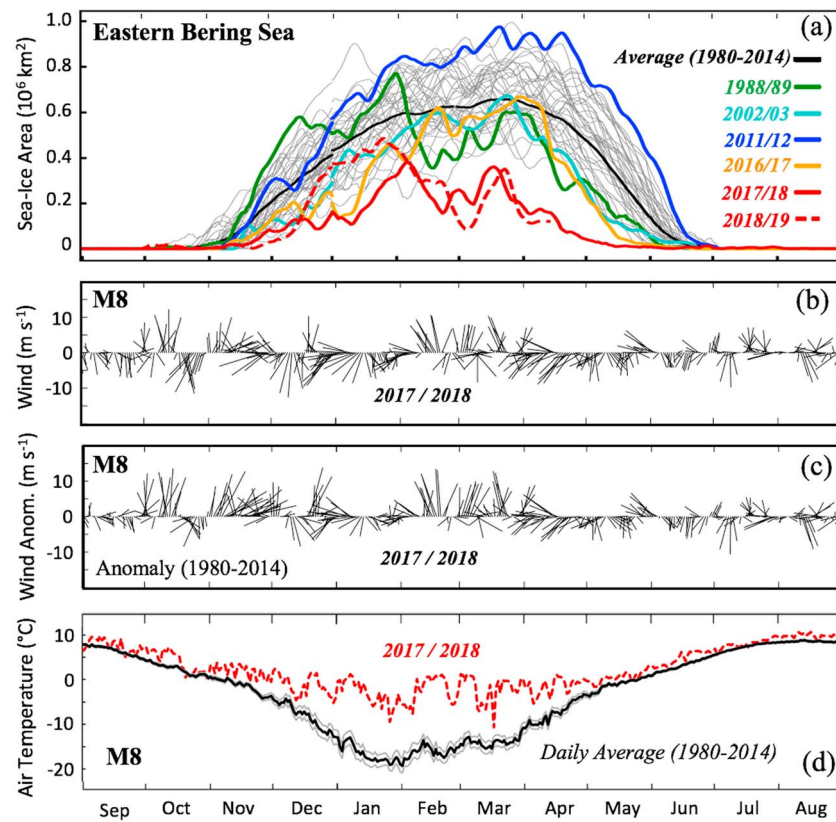 Eastern Bering Sea
(a)
Sea-Ice Area (10⁶ km²)
1.0
0.8
0.6
0.4
0.2
0
Average (1980-2014)
1988/89
2002/03
2011/12
2016/17
2017/18
2018/19
M8
(b)
Wind (m s⁻¹)
10
0
-10
2017 / 2018
M8
(c)
Wind Anom. (m s⁻¹)
10
0
-10
Anomaly (1980-2014)
2017 / 2018
Air Temperature (°C)
10
0
-10
-20
2017 / 2018
M8
Daily Average (1980-2014)
(d)
Sep Oct Nov Dec Jan Feb Mar Apr May Jun Jul Aug